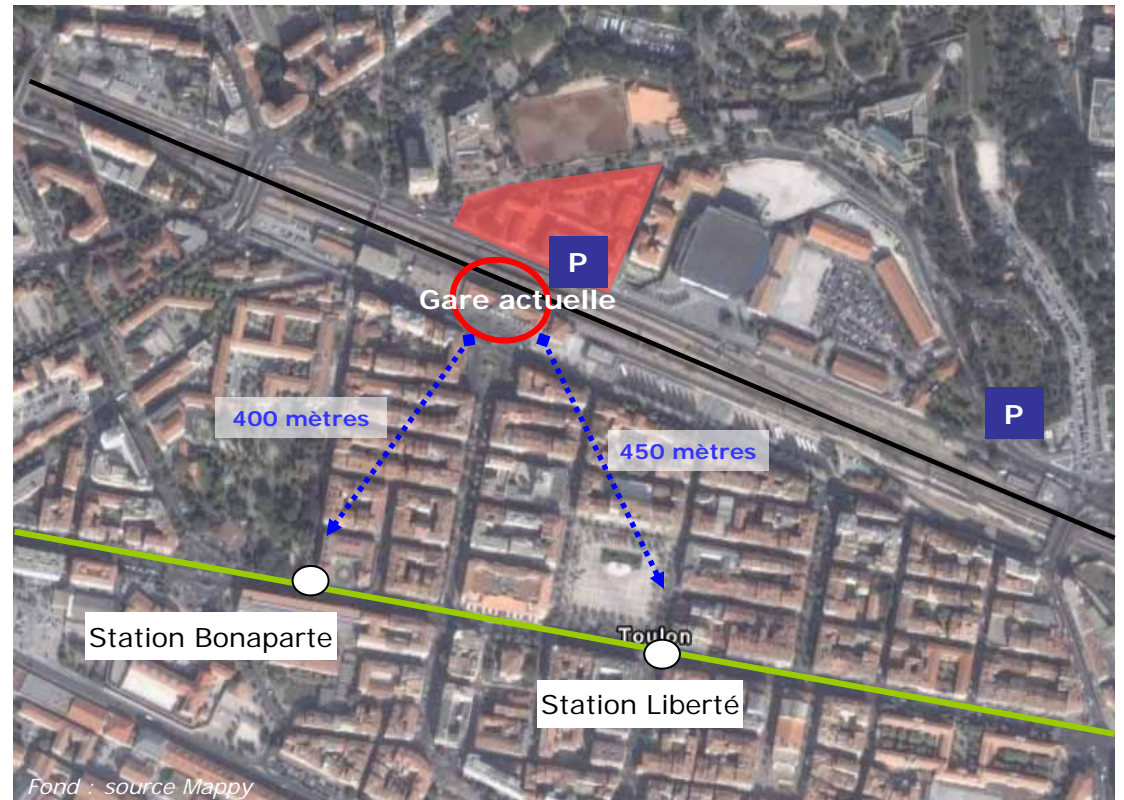 P
Gare actuelle
400 mètres
P
450 mètres
Station Bonaparte
Toulon
Station Liberté
Fond : source Mappy